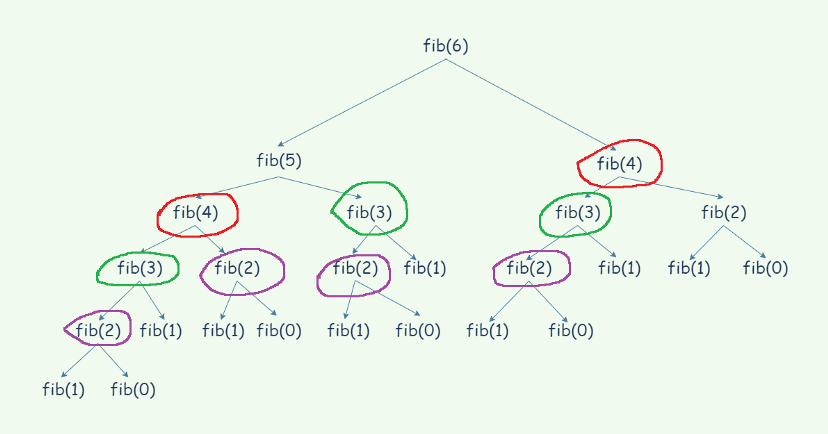 fib(6)
fib(5) fib(4)
fib(4) fib(3) fib(3) fib(2)
fib(3) fib(2) fib(2) fib(1) fib(2) fib(1) fib(1) fib(0)
fib(2) fib(1) fib(1) fib(0) fib(1) fib(0) fib(1) fib(0)
fib(1) fib(0)